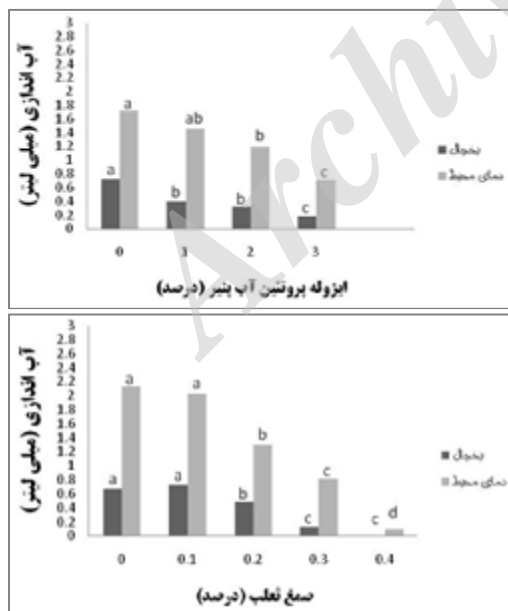 آب اندازی (میلی لیتر)
3
2.8
2.6
2.4
2.2
2
1.8
1.6
1.4
1.2
1
0.8
0.6
0.4
0.2
0
a
a
ab
b
b
b
c
c
یخچال
دمای محیط
0
1
2
3
ایزوله پروتئین آب پنیر (درصد)
آب اندازی (میلی لیتر)
3
2.8
2.6
2.4
2.2
2
1.8
1.6
1.4
1.2
1
0.8
0.6
0.4
0.2
0
a
a
a
a
b
b
c
c
c
d
یخچال
دمای محیط
0
0.1
0.2
0.3
0.4
صمغ ثعلب (درصد)
Archi